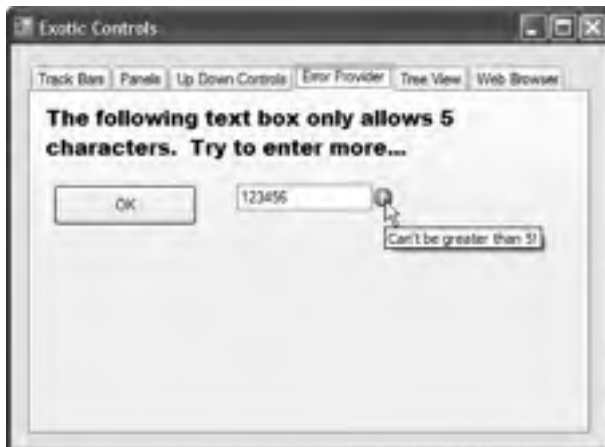 Exotic Controls
Track Bars Panels Up Down Controls Error Provider Tree View Web Browser
The following text box only allows 5
characters. Try to enter more...
OK 123456
Can't be greater than 5!